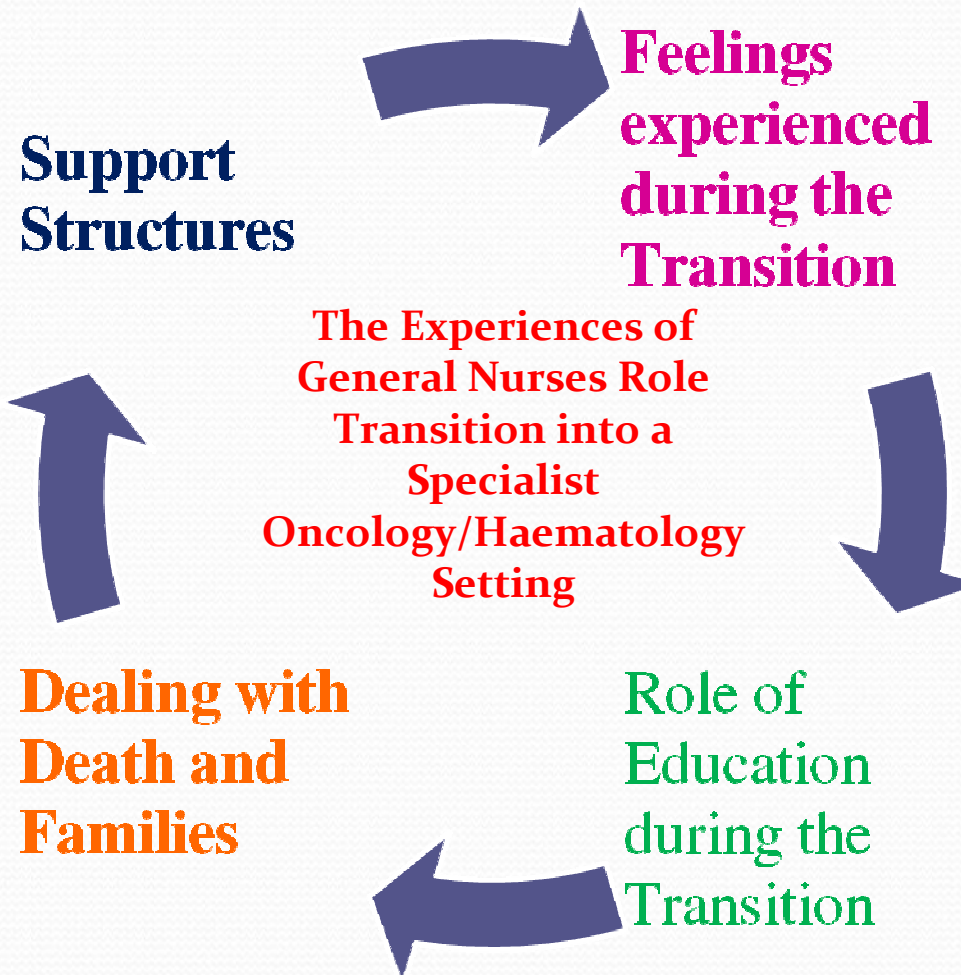 Feelings
experienced
during the
Transition
Support
Structures
The Experiences of
General Nurses Role
Transition into a
Specialist
Oncology/Haematology
Setting
Dealing with
Death and
Families
Role of
Education
during the
Transition